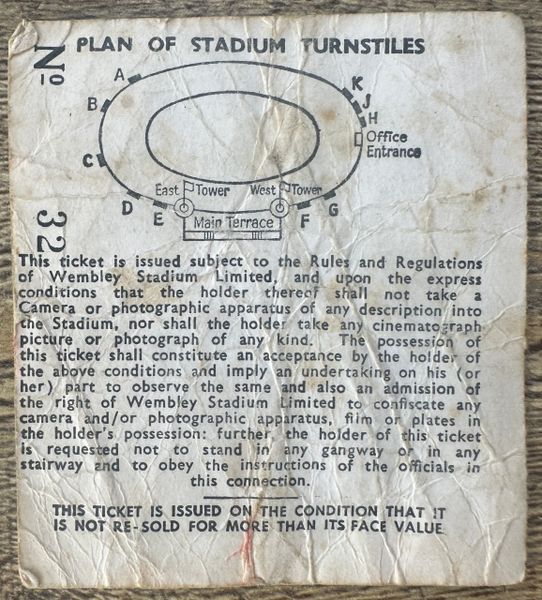 PLAN OF STADIUM TURNSTILES
Nº
32
A
B
C
D
E
F
G
H
J
K
Office
Entrance
East Tower
West Tower
Main Terrace
This ticket is issued subject to the Rules and Regulations
of Wembley Stadium Limited, and upon the express
conditions that the holder thereof shall not take a
Camera or photographic apparatus of any description into
the Stadium, nor shall the holder take any cinematograph
picture or photograph of any kind. The possession of
this ticket shall constitute an acceptance by the holder of
the above conditions and imply an undertaking on his (or
her) part to observe the same and also an admission of
the right of Wembley Stadium Limited to confiscate any
camera and/or photographic apparatus, film or plates in
the holder's possession: further, the holder of this ticket
is requested not to stand in any gangway or in any
stairway and to obey the instructions of the officials in
this connection.
THIS TICKET IS ISSUED ON THE CONDITION THAT IT
IS NOT RE-SOLD FOR MORE THAN ITS FACE VALUE